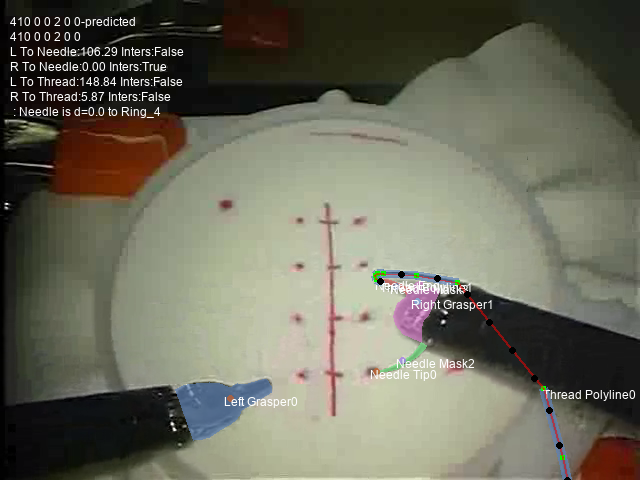 410 0 0 2 0 0-predicted
410 0 0 2 0 0
L To Needle:106.29 Inters:False
R To Needle:0.00 Inters:True
L To Thread:148.84 Inters:False
R To Thread:5.87 Inters:False
: Needle is d=0.0 to Ring_4
Needle Mask
Right Grasper1
Needle Mask2
Needle Tip0
Thread Polyline0
Left Grasper0